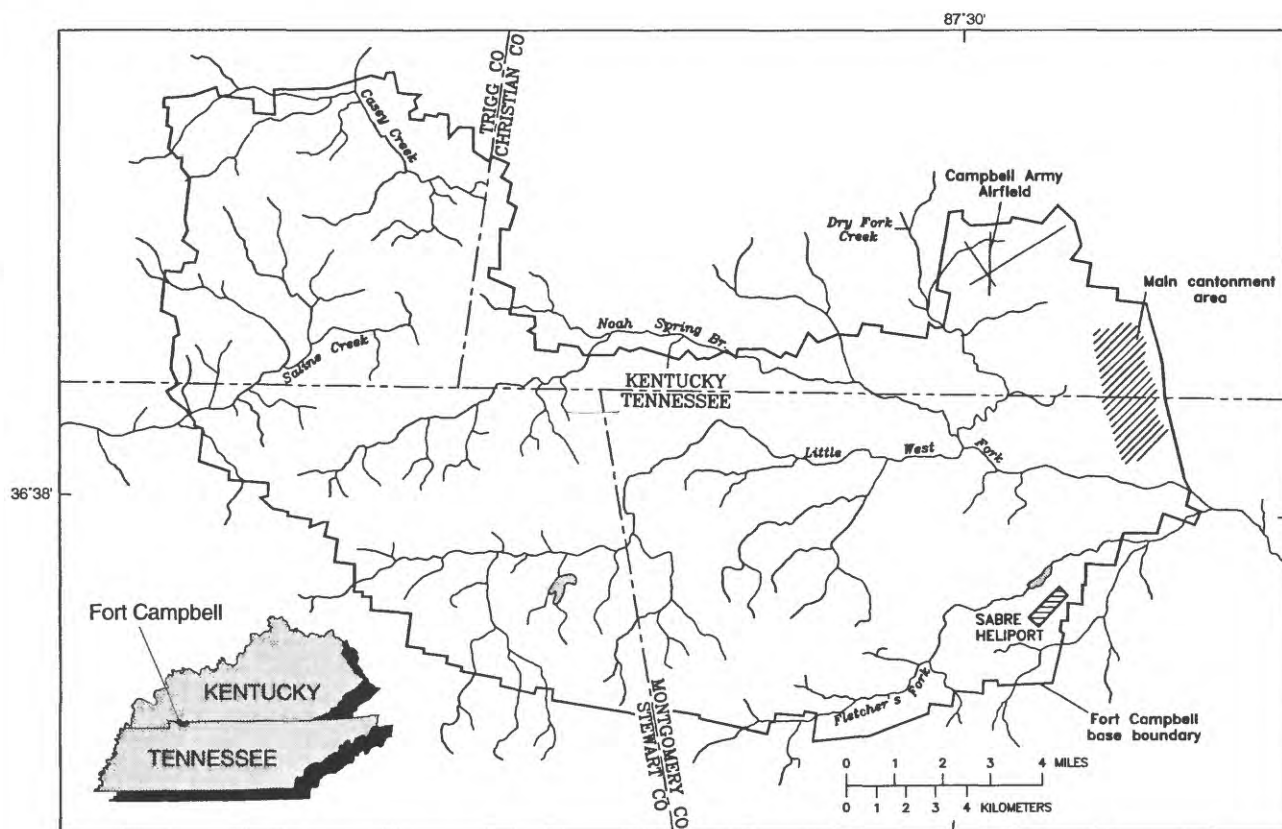 87°30'
TRIGG CO
CHRISTIAN CO
Casey Creek
Campbell Army
Airfield
Dry Fork
Creek
Main cantonment
area
Noah Spring Br.
Saline Creek
KENTUCKY
TENNESSEE
Little West Fork
36°38'
Fort Campbell
SABRE
HELIPORT
KENTUCKY
TENNESSEE
MONTGOMERY CO
STEWART CO
Fletcher's Fork
Fort Campbell
base boundary
0 1 2 3 4 MILES
0 1 2 3 4 KILOMETERS